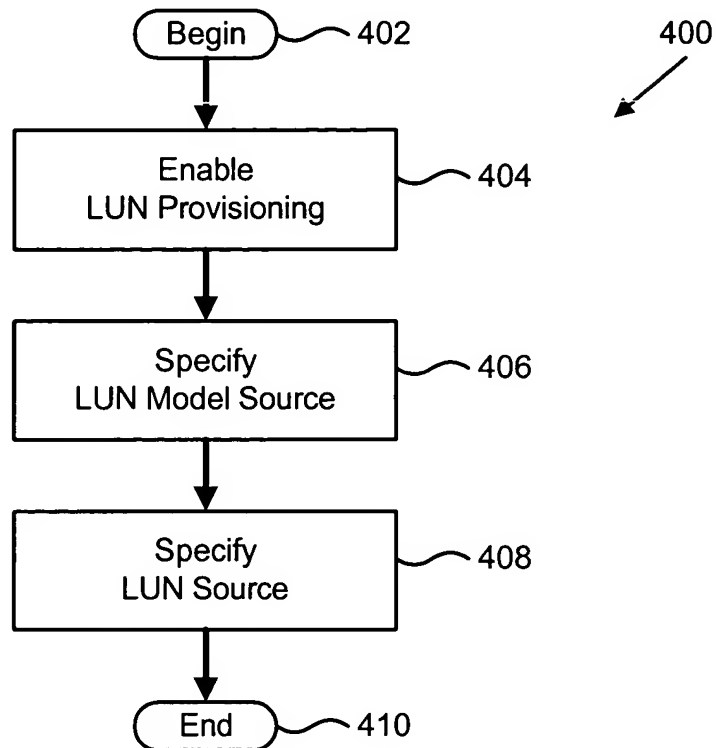 Begin 402 400
Enable
LUN Provisioning
404
Specify
LUN Model Source
406
Specify
LUN Source
408
End 410